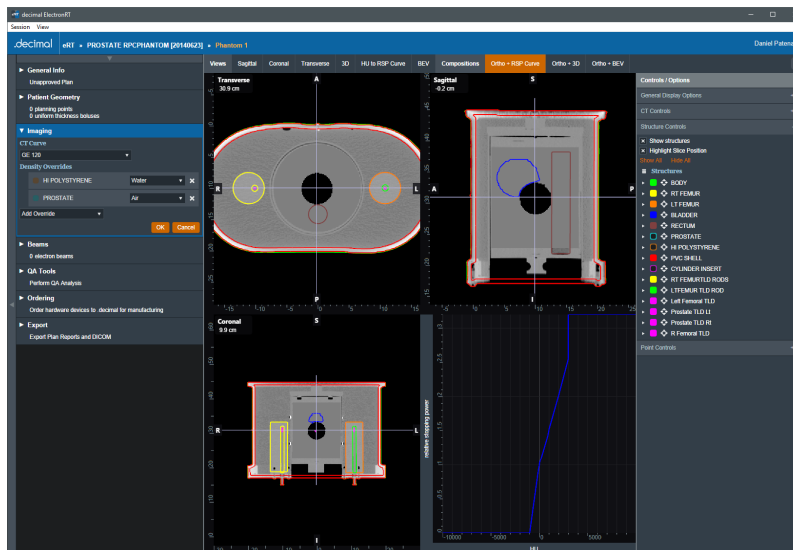 decimal ElectronRT
Session View
.decimal eRT • PROSTATE RPCPHANTOM [20140623] • Phantom 1
Daniel Patena
General Info
Unapproved Plan
Patient Geometry
0 planning points
0 uniform thickness boluses
Imaging
CT Curve
GE 120
Density Overrides
HI POLYSTYRENE Water
PROSTATE Air
Add Override
OK Cancel
Beams
0 electron beams
QA Tools
Perform QA Analysis
Ordering
Order hardware devices to .decimal for manufacturing
Export
Export Plan Reports and DICOM
Views Sagittal Coronal Transverse 3D HU to RSP Curve BEV Compositions Ortho + RSP Curve Ortho + 3D Ortho + BEV
Transverse
30.9 cm
A
R
L
P
Sagittal
-0.2 cm
S
A
P
I
Coronal
9.9 cm
S
R
L
I
relative stopping power
-10000 -5000 0 5000
HU
Controls / Options
General Display Options
CT Controls
Structure Controls
Show structures
Highlight Slice Position
Show All Hide All
Structures
BODY
RT FEMUR
LT FEMUR
BLADDER
RECTUM
PROSTATE
HI POLYSTYRENE
PVC SHELL
CYLINDER INSERT
RT FEMURTLD RODS
LTFEMUR TLD ROD
Left Femoral TLD
Prostate TLD LI
Prostate TLD RI
R Femoral TLD
Point Controls